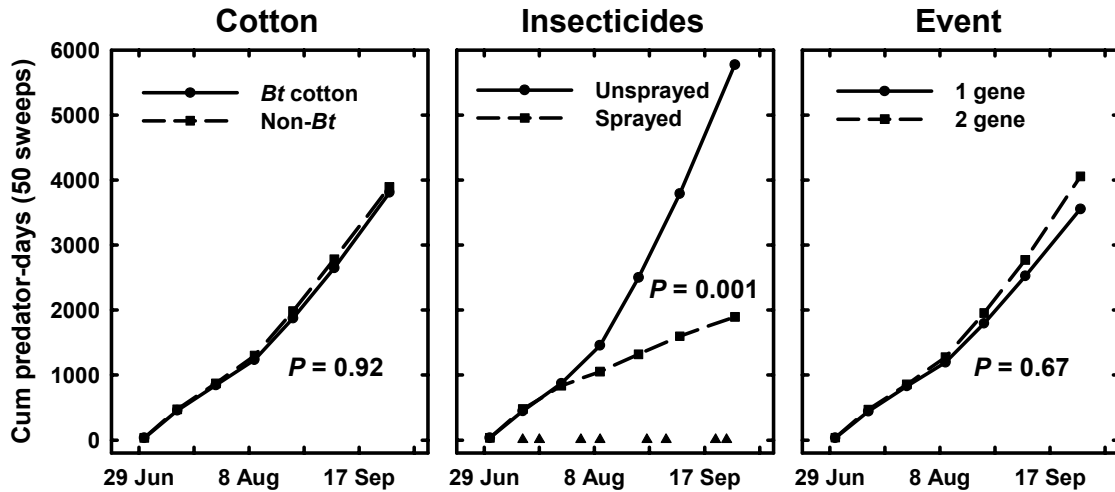 Cotton
Insecticides
Event
Cum predator-days (50 sweeps)
6000
5000
4000
3000
2000
1000
0
Bt cotton
Non-Bt
P = 0.92
29 Jun
8 Aug
17 Sep
Unsprayed
Sprayed
P = 0.001
29 Jun
8 Aug
17 Sep
1 gene
2 gene
P = 0.67
29 Jun
8 Aug
17 Sep